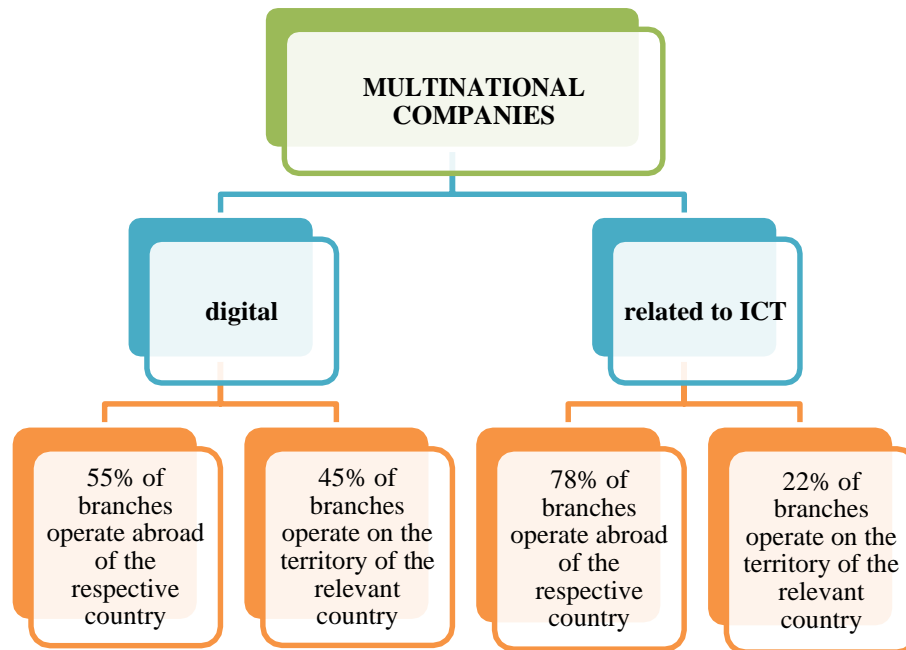 MULTINATIONAL
COMPANIES
digital
related to ICT
55% of
branches
operate abroad
of the
respective
country
45% of
branches
operate on the
territory of the
relevant
country
78% of
branches
operate abroad
of the
respective
country
22% of
branches
operate on the
territory of the
relevant
country